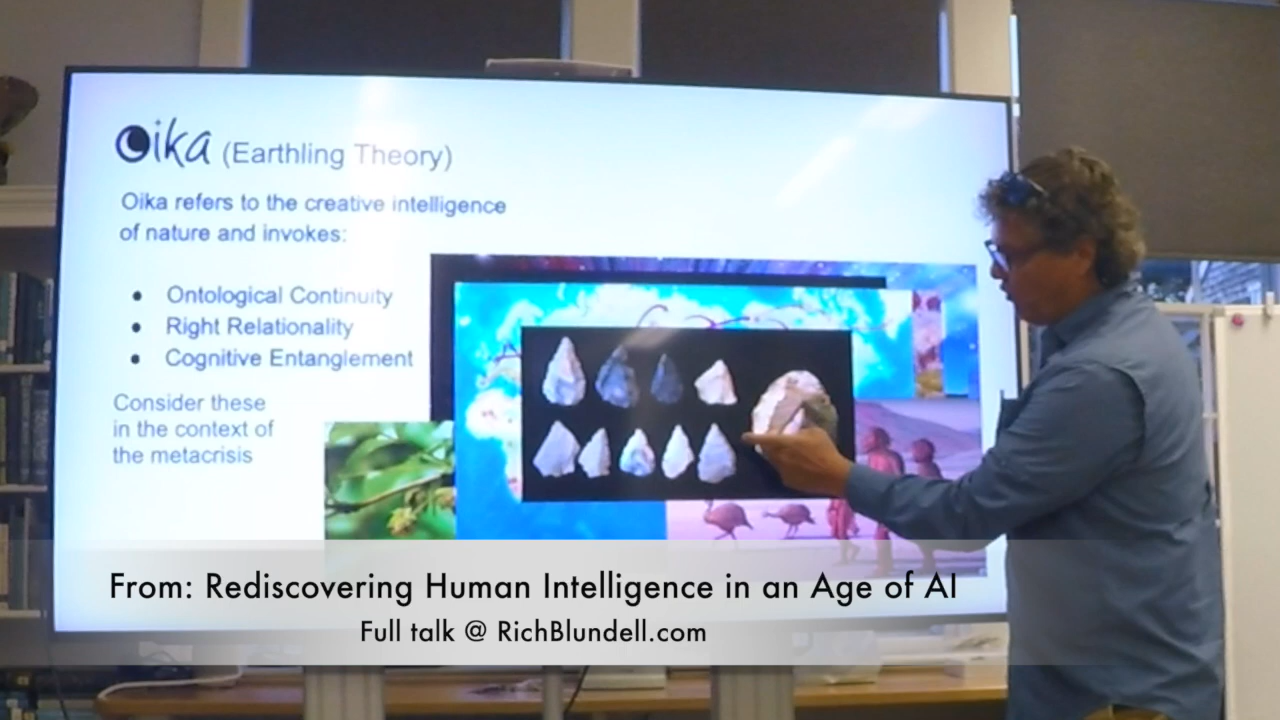 Oika (Earthling Theory)
Oika refers to the creative intelligence
of nature and invokes:
• Ontological Continuity
• Right Relationality
• Cognitive Entanglement
Consider these
in the context of
the metacrisis
From: Rediscovering Human Intelligence in an Age of AI
Full talk @ RichBlundell.com